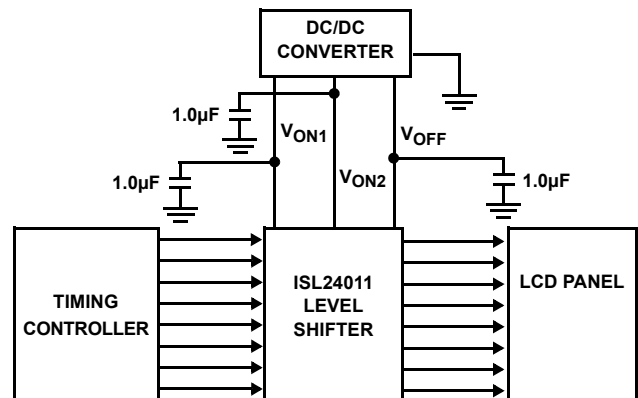 DC/DC
CONVERTER
1.0µF
VON1
VOFF
1.0µF
VON2
1.0µF
TIMING
CONTROLLER
ISL24011
LEVEL
SHIFTER
LCD PANEL